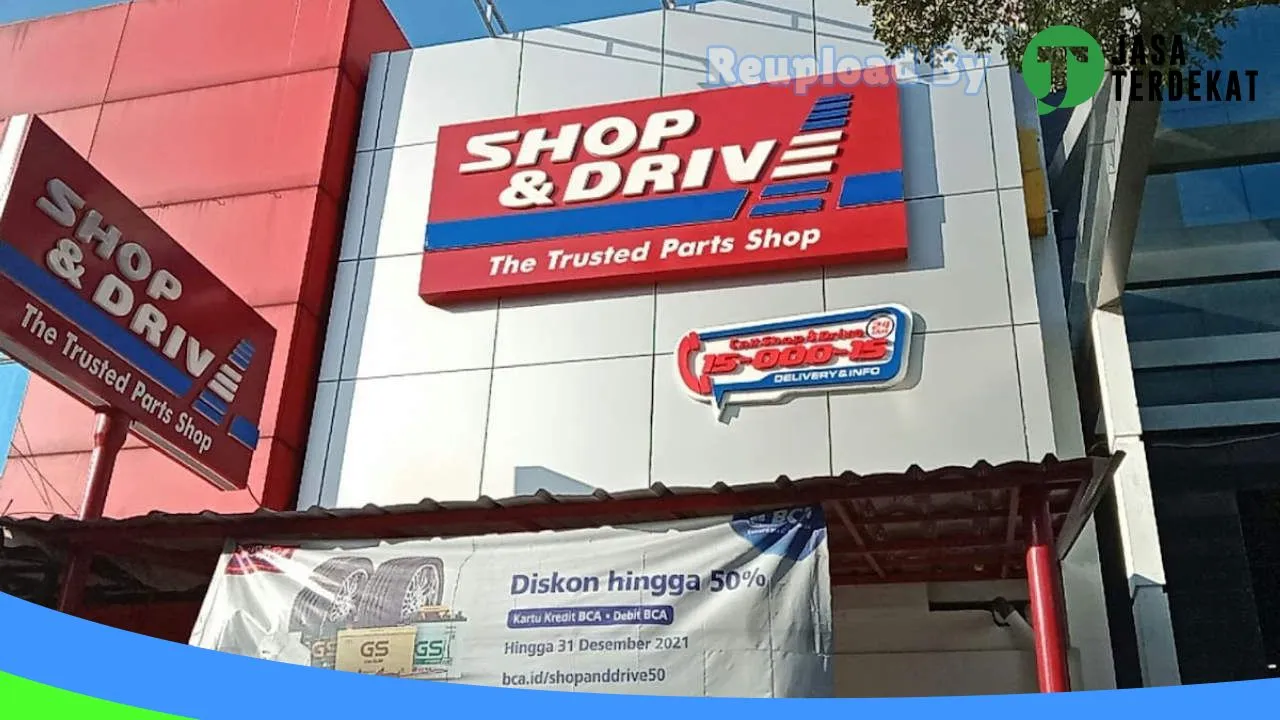 Reupload By
JASA
TERDEKAT
SHOP
& DRIVE
The Trusted Parts Shop
SHOP
& DRIVE
The Trusted Parts Shop
Call Shop & Drive
15-000-15
DELIVERY & INFO
BCA
Diskon hingga 50%
Kartu Kredit BCA • Debit BCA
Hingga 31 Desember 2021
bca.id/shopanddrive50
GS
GS
GS